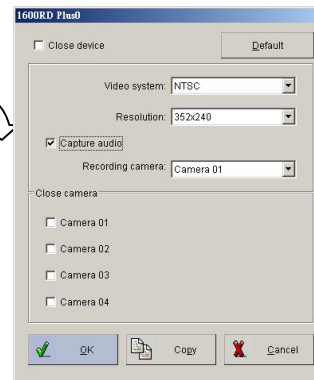 1600RD Plus0
Close device
Default
Video system: NTSC
Resolution: 352x240
Capture audio
Recording camera: Camera 01
Close camera
Camera 01
Camera 02
Camera 03
Camera 04
OK
Copy
Cancel